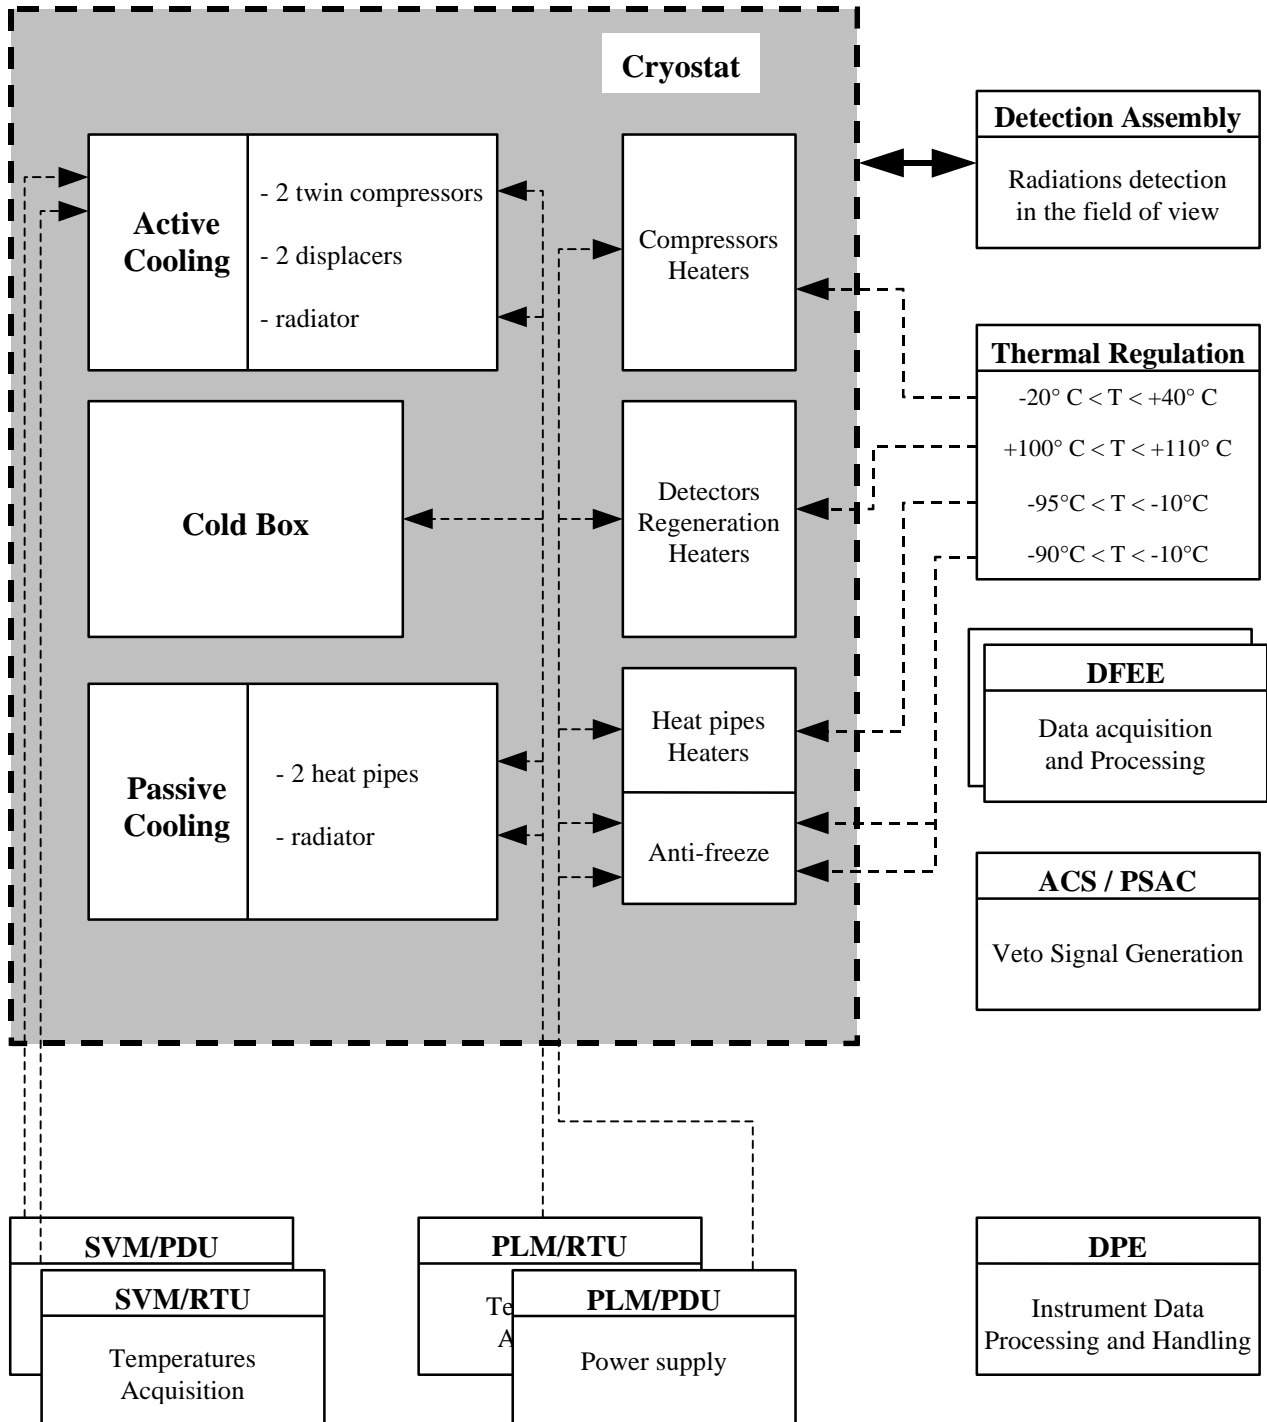 Cryostat
Active
Cooling
- 2 twin compressors
- 2 displacers
- radiator
Compressors
Heaters
Cold Box
Detectors
Regeneration
Heaters
Passive
Cooling
- 2 heat pipes
- radiator
Heat pipes
Heaters
Anti-freeze
Detection Assembly
Radiations detection
in the field of view
Thermal Regulation
-20° C < T < +40° C
+100° C < T < +110° C
-95°C < T < -10°C
-90°C < T < -10°C
DFEE
Data acquisition
and Processing
ACS / PSAC
Veto Signal Generation
SVM/PDU
SVM/RTU
Temperatures
Acquisition
PLM/RTU
PLM/PDU
Power supply
DPE
Instrument Data
Processing and Handling